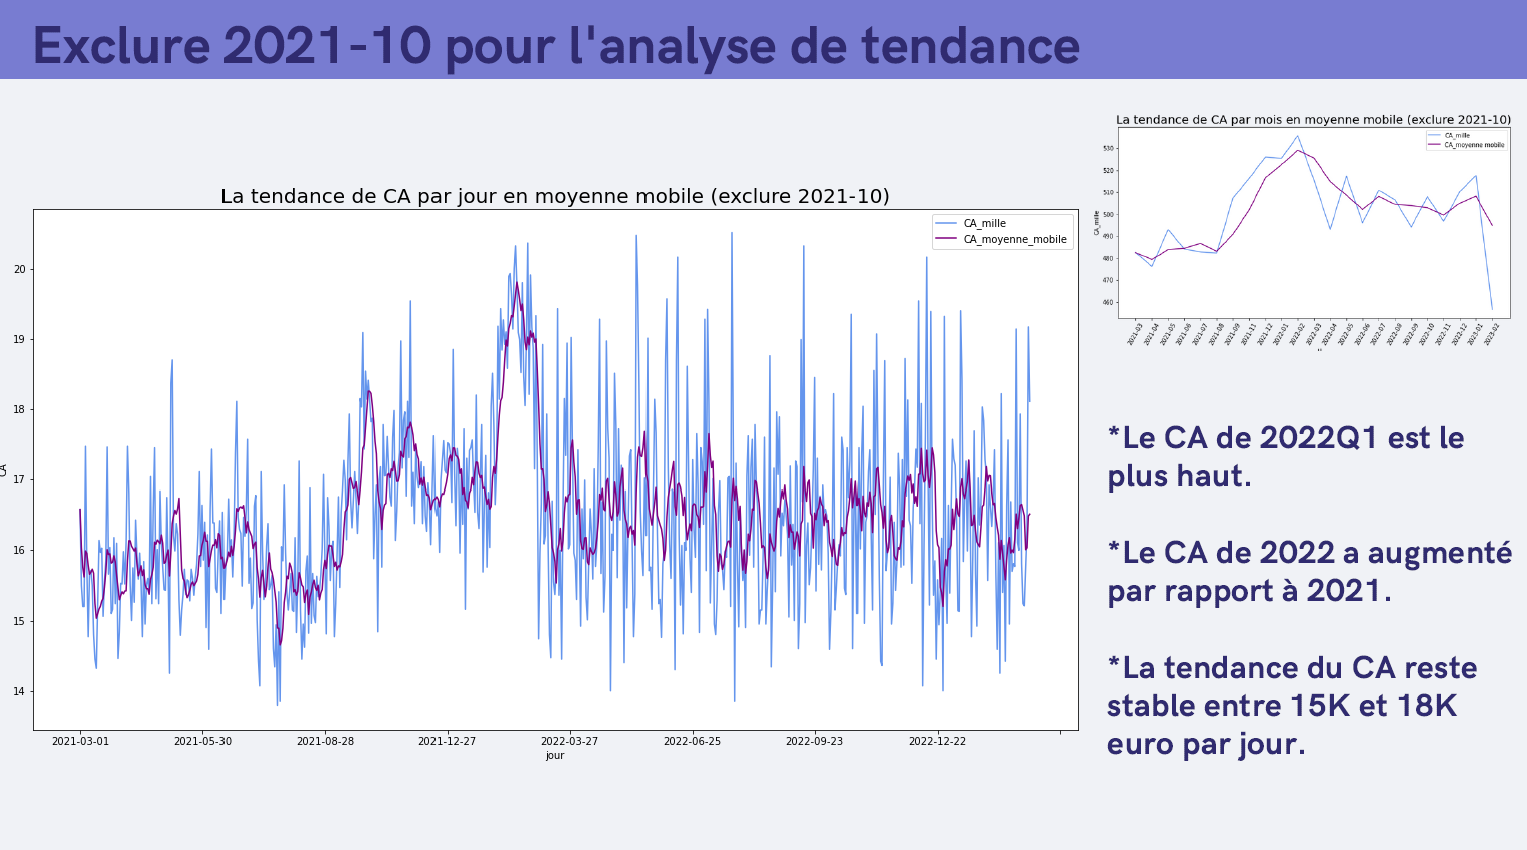 Exclure 2021-10 pour l'analyse de tendance
La tendance de CA par jour en moyenne mobile (exclure 2021-10)
CA_mille
CA_moyenne_mobile
20
19
18
17
16
15
14
CA
2021-03-01 2021-05-30 2021-08-28 2021-12-27 2022-03-27 2022-06-25 2022-09-23 2022-12-22
jour
La tendance de CA par mois en moyenne mobile (exclure 2021-10)
CA_mille
CA_moyenne mobile
530
520
510
500
490
480
470
460
CA_mille
2021-03 2021-04 2021-05 2021-06 2021-07 2021-08 2021-09 2021-11 2021-12 2022-01 2022-02 2022-03 2022-04 2022-05 2022-06 2022-07 2022-08 2022-09 2022-10 2022-11 2022-12 2023-01 2023-02
*Le CA de 2022Q1 est le
plus haut.
*Le CA de 2022 a augmenté
par rapport à 2021.
*La tendance du CA reste
stable entre 15K et 18K
euro par jour.